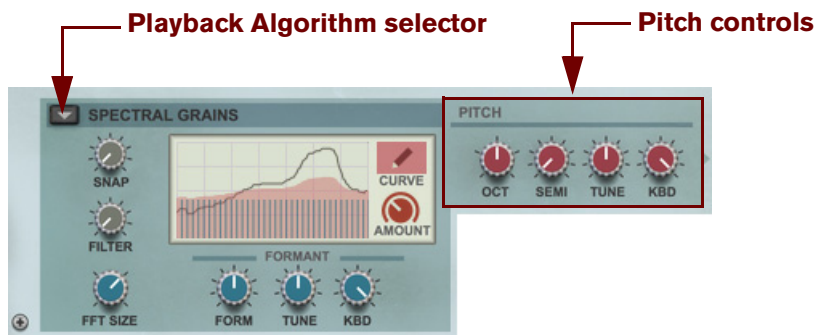 Playback Algorithm selector
Pitch controls
SPECTRAL GRAINS
PITCH
SNAP
CURVE
OCT SEMI TUNE KBD
FILTER
AMOUNT
FORMANT
FFT SIZE
FORM TUNE KBD